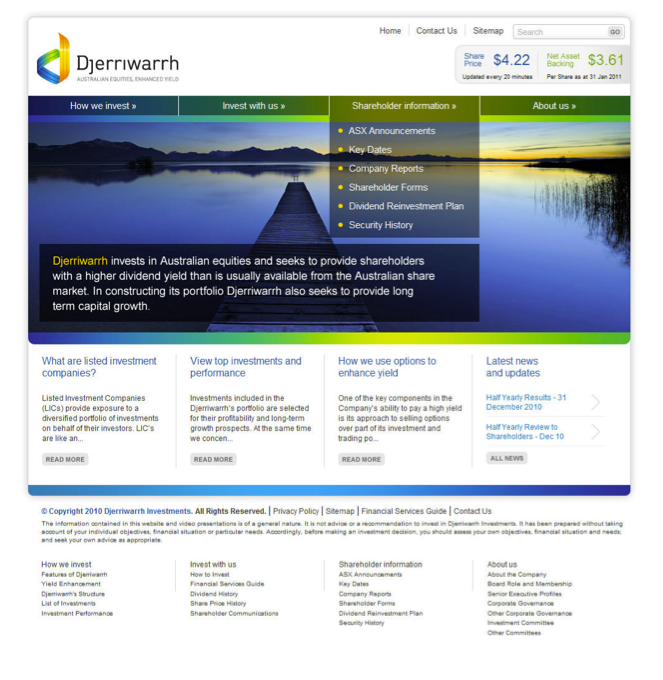 Home | Contact Us | Sitemap Search GO
Djerriwarrh
AUSTRALIAN EQUITIES, ENHANCED YIELD
Share Price $4.22 Net Asset Backing $3.61
Updated every 20 minutes Per Share as at 31 Jan 2011
How we invest » Invest with us » Shareholder information » About us »
ASX Announcements
Key Dates
Company Reports
Shareholder Forms
Dividend Reinvestment Plan
Security History
Djerriwarrh invests in Australian equities and seeks to provide shareholders
with a higher dividend yield than is usually available from the Australian share
market. In constructing its portfolio Djerriwarrh also seeks to provide long
term capital growth.
What are listed investment
companies?
Listed Investment Companies
(LICs) provide exposure to a
diversified portfolio of investments
on behalf of their investors. LIC's
are like an...
READ MORE
View top investments and
performance
Investments included in the
Djerriwarrh's portfolio are selected
for their profitability and long-term
growth prospects. At the same time
we concen...
READ MORE
How we use options to
enhance yield
One of the key components in the
Company's ability to pay a high yield
is its approach to selling options
over part of its investment and
trading po...
READ MORE
Latest news
and updates
Half Yearly Results - 31
December 2010
Half Yearly Review to
Shareholders - Dec 10
ALL NEWS
© Copyright 2010 Djerriwarrh Investments. All Rights Reserved. | Privacy Policy | Sitemap | Financial Services Guide | Contact Us
The information contained in this website and video presentations is of a general nature. It is not advice or a recommendation to invest in Djerriwarrh Investments. It has been prepared without taking
account of your individual objectives, financial situation or particular needs. Accordingly, before making an investment decision, you should assess your own objectives, financial situation and needs;
and seek your own advice as appropriate.
How we invest
Features of Djerriwarrh
Yield Enhancement
Djerriwarrh's Structure
List of Investments
Investment Performance
Invest with us
How to Invest
Financial Services Guide
Dividend History
Share Price History
Shareholder Communications
Shareholder information
ASX Announcements
Key Dates
Company Reports
Shareholder Forms
Dividend Reinvestment Plan
Security History
About us
About the Company
Board Role and Membership
Senior Executive Profiles
Corporate Governance
Other Corporate Governance
Investment Committee
Other Committees